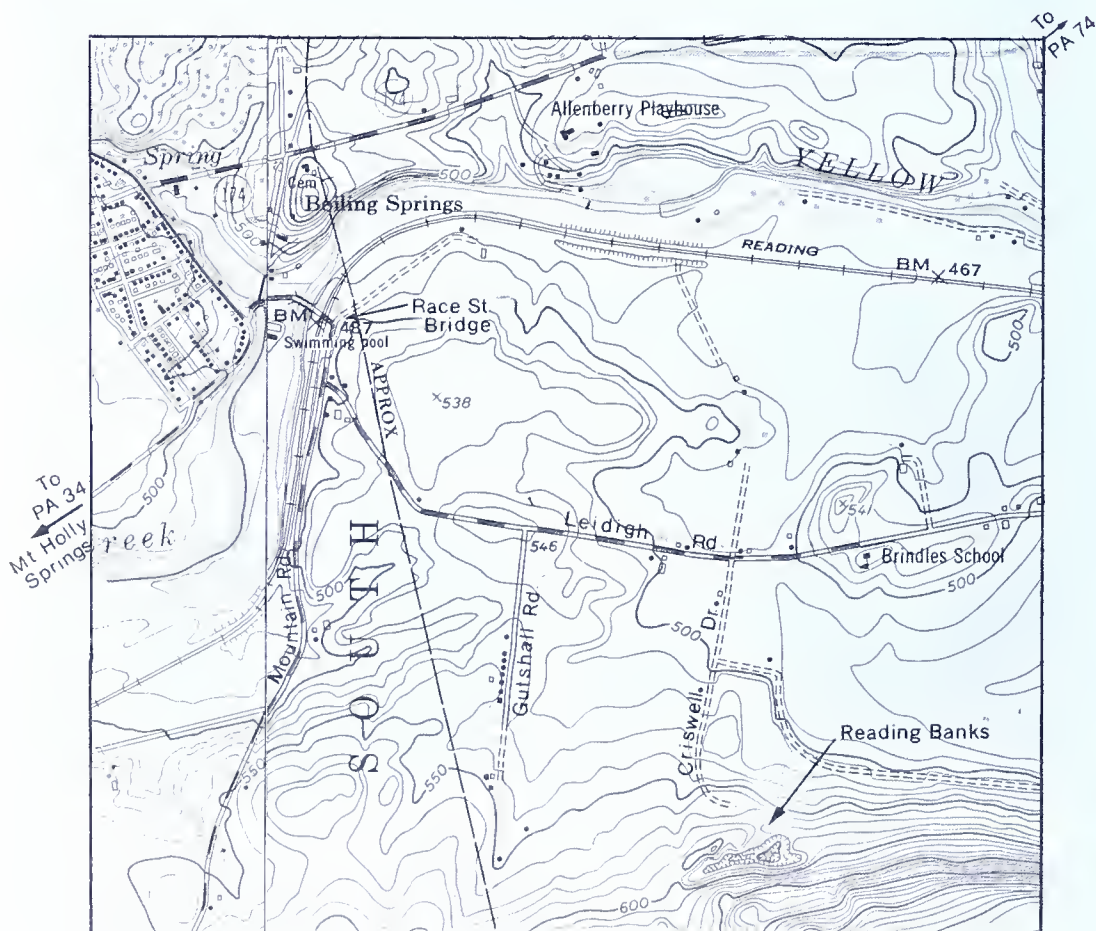 To
PA 74
Allenberry Playhouse
174
Spring
Cem
174
500
YELLOW
500
Boiling Springs
READING
BM 467
BM
487
Race St.
Bridge
Swimming pool
500
APPROX
538
To
PA 34
Mt Holly
Springs
500
reek
541
Leidigh Rd
546
Brindles School
500
500
Mountain Rd
Gutshall Rd
500
Criswell Dr.
Reading Banks
550
550
600